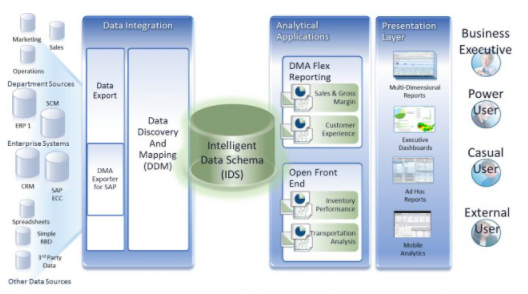 Marketing
Sales
Operations
Department Sources
SCM
ERP 1
Enterprise Systems
CRM
SAP
ECC
Spreadsheets
Simple
RBD
3rd Party
Data
Other Data Sources
Data Integration
Data
Export
DMA
Exporter
for SAP
Data
Discovery
And
Mapping
(DDM)
Intelligent
Data Schema
(IDS)
Analytical
Applications
DMA Flex
Reporting
Sales & Gross
Margin
Customer
Experience
Open Front
End
Inventory
Performance
Transportation
Analysis
Presentation
Layer
Multi-Dimensional
Reports
Executive
Dashboards
Ad Hoc
Reports
Mobile
Analytics
Business
Executive
Power
User
Casual
User
External
User